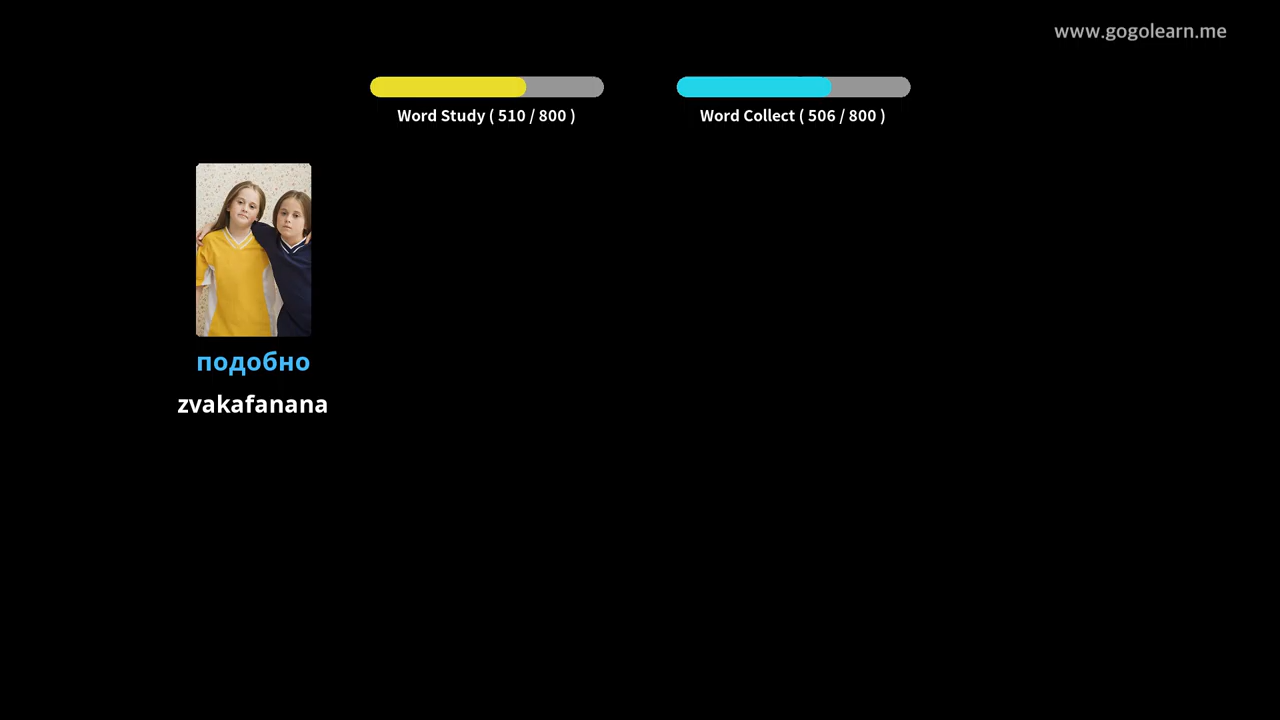 www.gogolearn.me
Word Study ( 510 / 800 )
Word Collect ( 506 / 800 )
подобно
zvakafanana